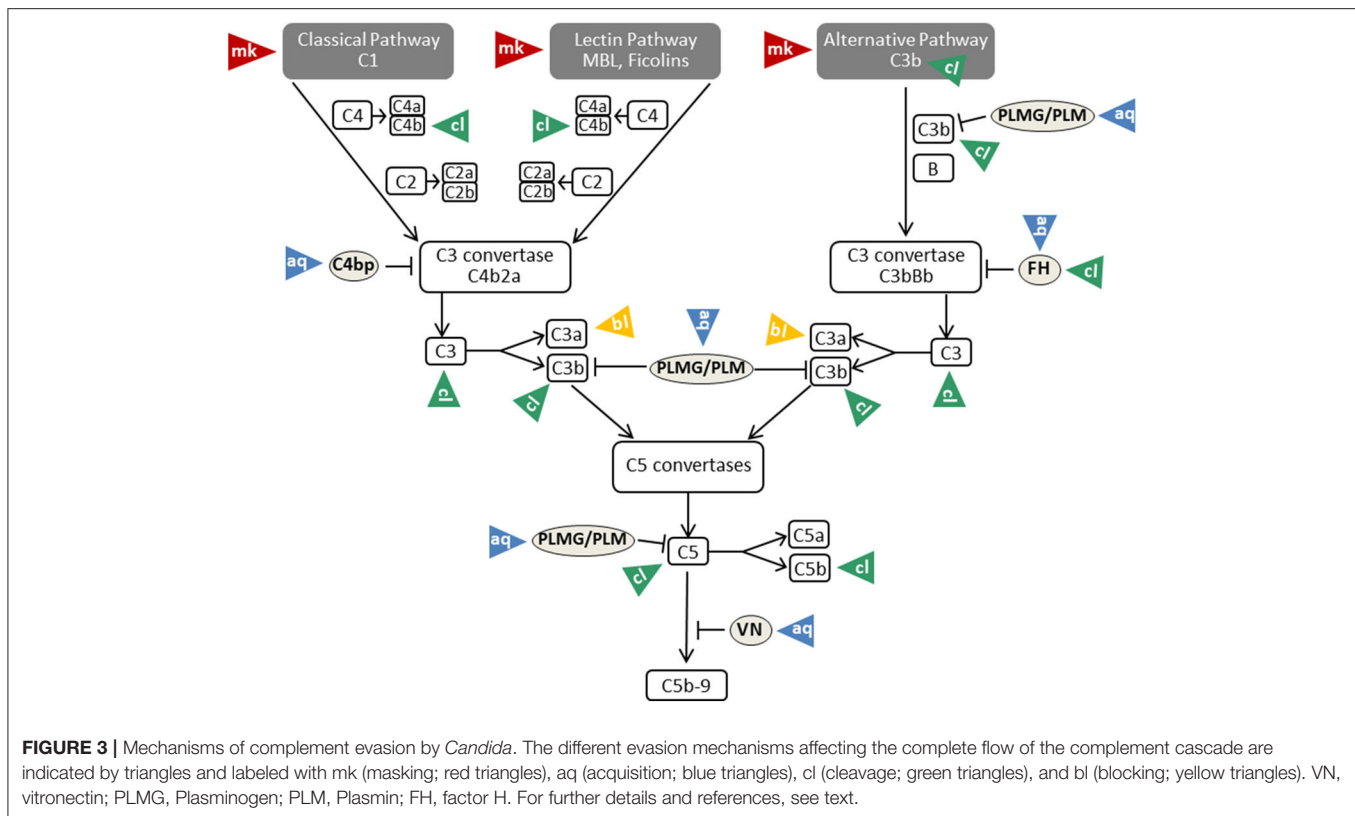 mk
Classical Pathway
C1
mk
Lectin Pathway
MBL, Ficolins
mk
Alternative Pathway
C3b
cl
C4
C4a
C4b
cl
cl
C4a
C4b
C4
C3b
cl
PLMG/PLM
aq
C2
C2a
C2b
C2a
C2b
C2
B
aq
C4bp
C3 convertase
C4b2a
C3 convertase
C3bBb
aq
FH
cl
C3
cl
C3a
bl
C3b
cl
aq
PLMG/PLM
bl
C3a
C3b
cl
C3
cl
C5 convertases
aq
PLMG/PLM
C5
cl
C5a
C5b
cl
VN
aq
C5b-9
FIGURE 3 | Mechanisms of complement evasion by Candida. The different evasion mechanisms affecting the complete flow of the complement cascade are
indicated by triangles and labeled with mk (masking; red triangles), aq (acquisition; blue triangles), cl (cleavage; green triangles), and bl (blocking; yellow triangles). VN,
vitronectin; PLMG, Plasminogen; PLM, Plasmin; FH, factor H. For further details and references, see text.